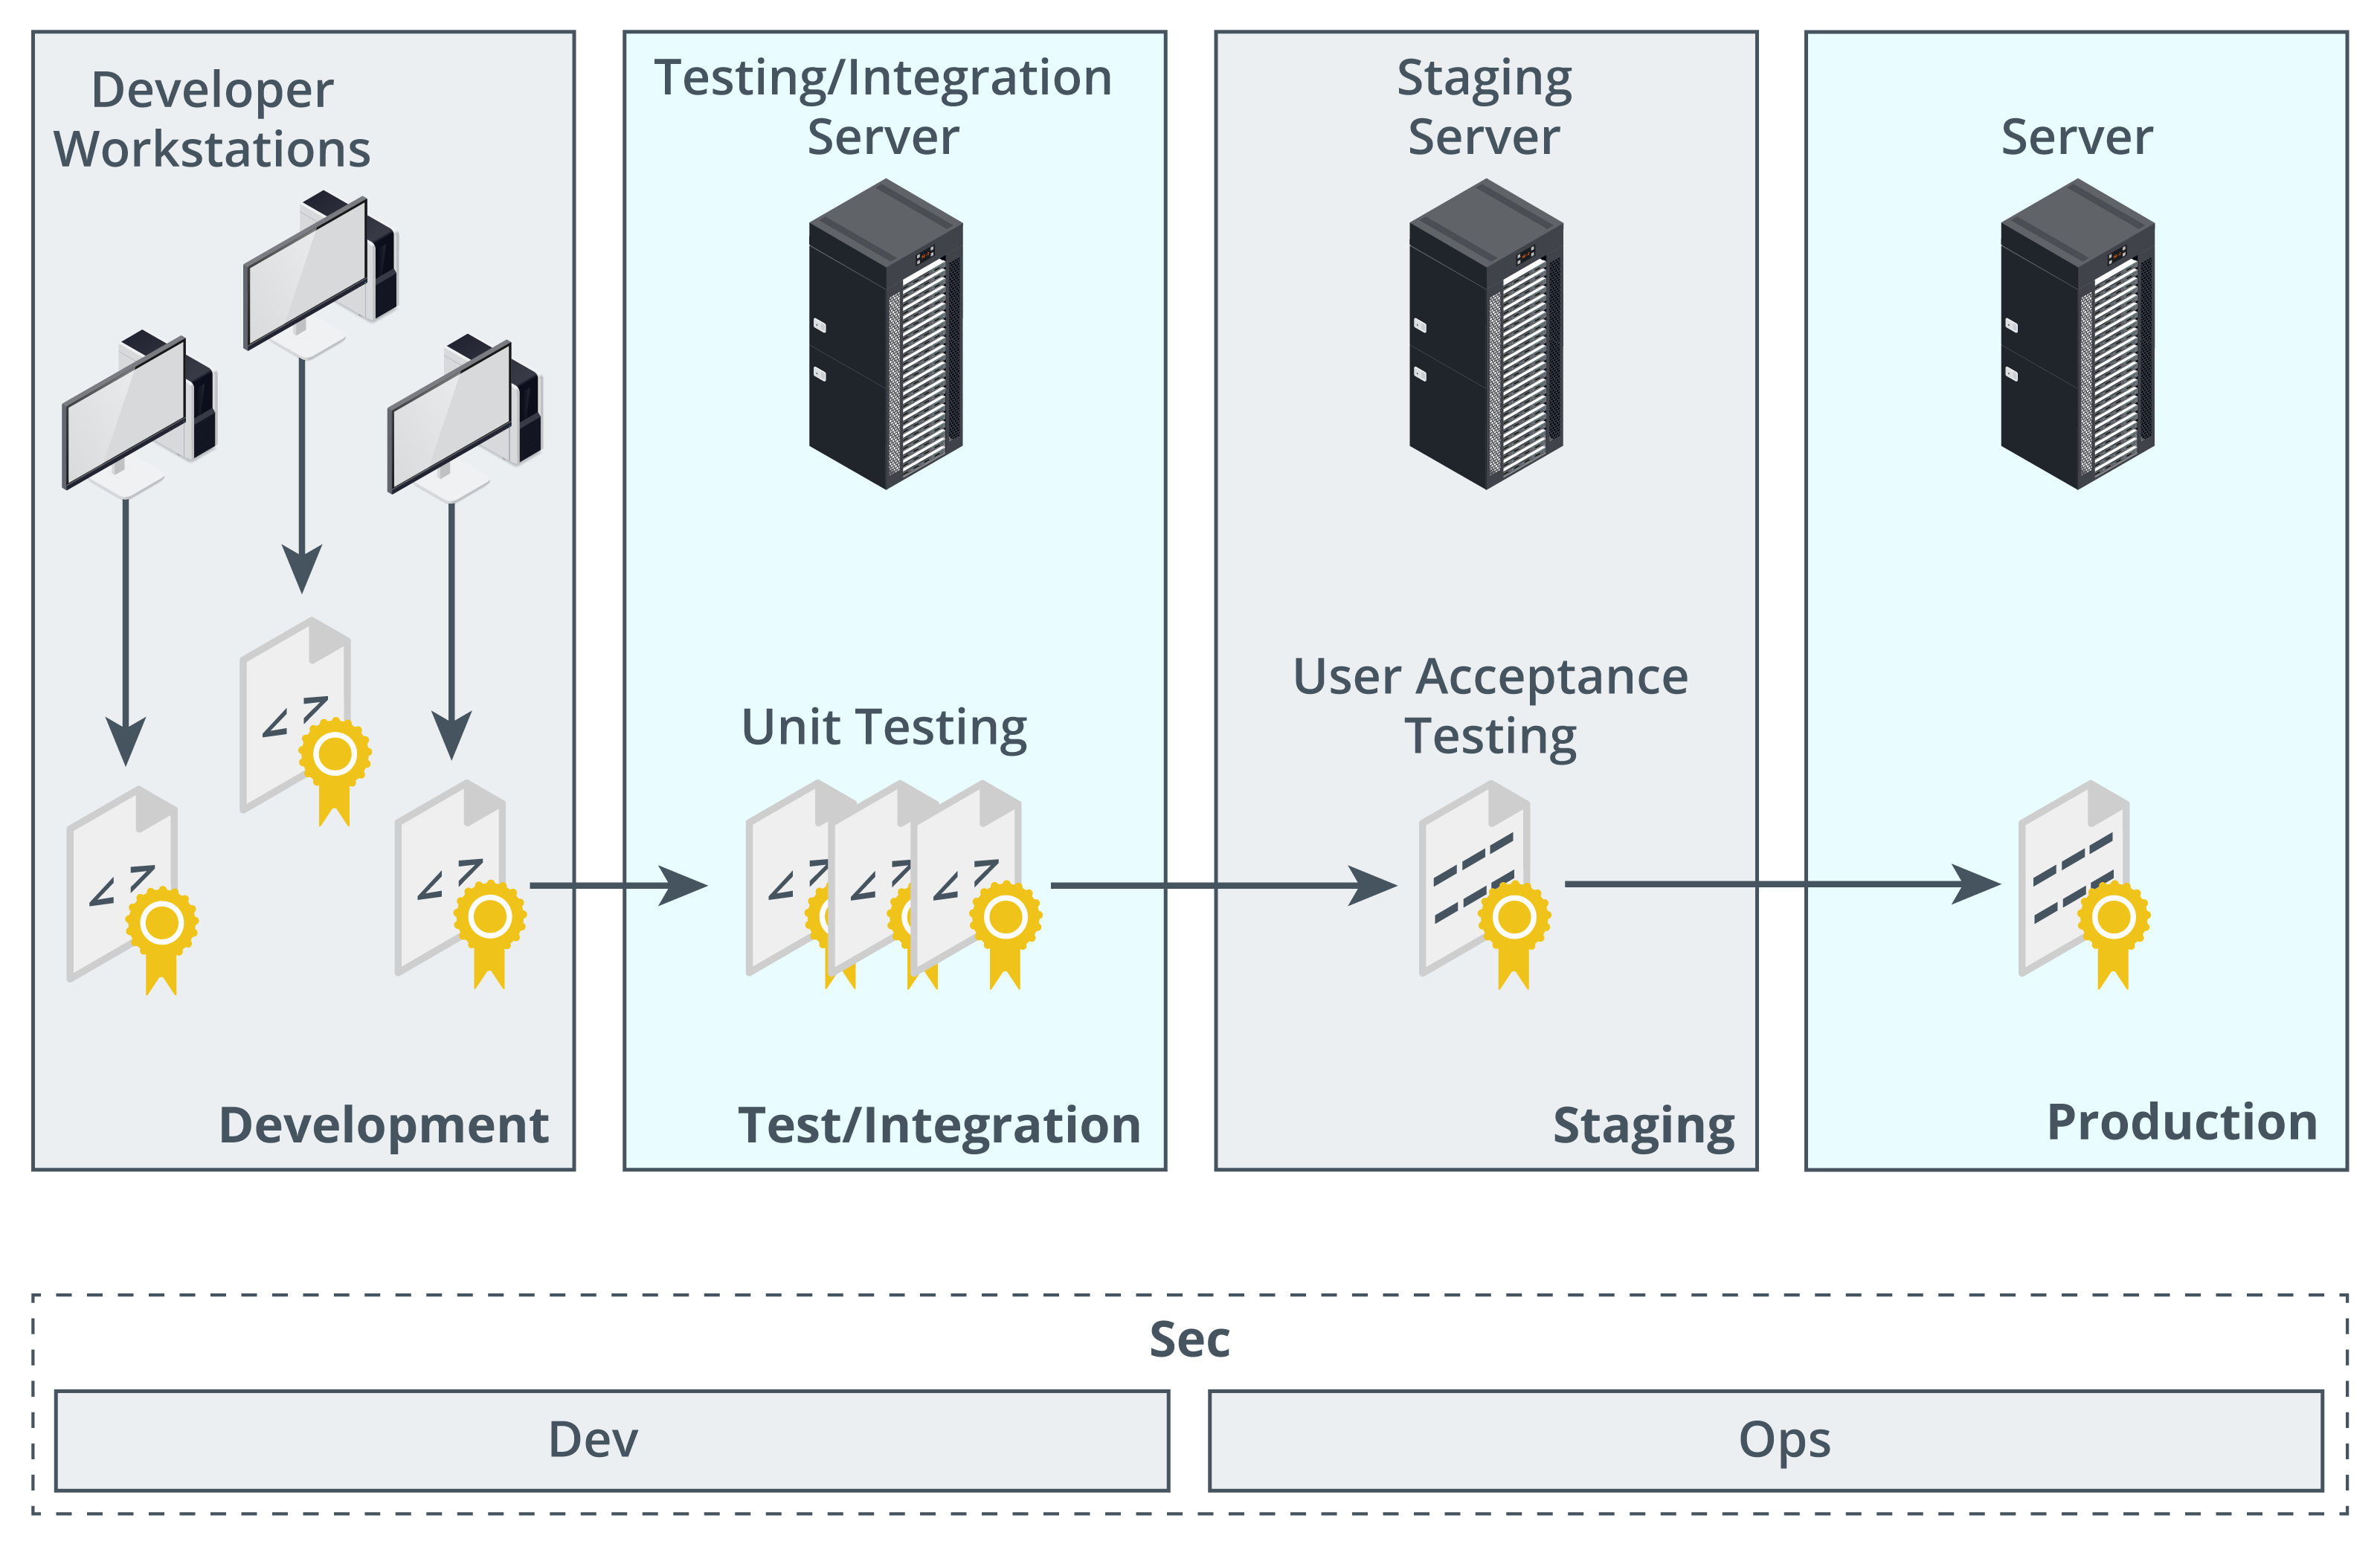 Developer
Workstations
Testing/Integration
Server
Staging
Server
Server
Unit Testing
User Acceptance
Testing
Development
Test/Integration
Staging
Production
Sec
Dev
Ops